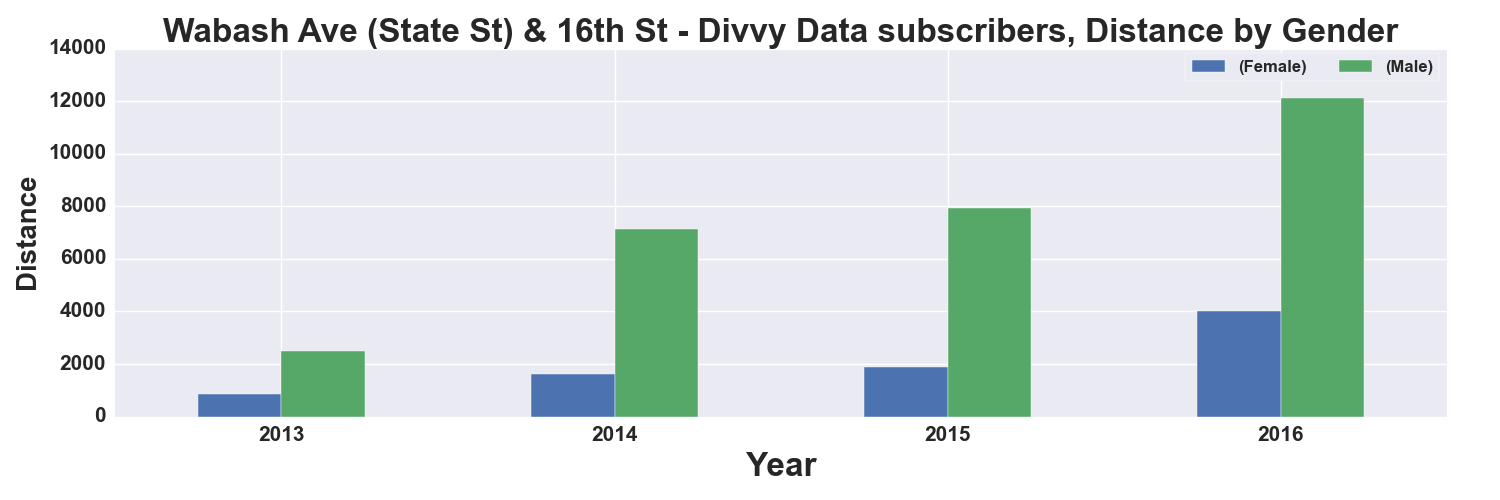 Wabash Ave (State St) & 16th St - Divvy Data subscribers, Distance by Gender
14000
12000
10000
8000
6000
4000
2000
0
Distance
(Female) (Male)
2013 2014 2015 2016
Year